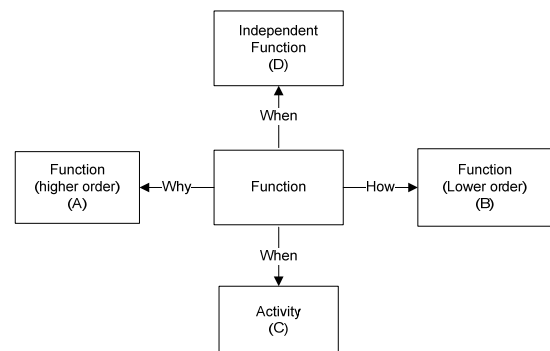 Independent
Function
(D)
When
Function
(higher order)
(A)
Why
Function
How
Function
(Lower order)
(B)
When
Activity
(C)